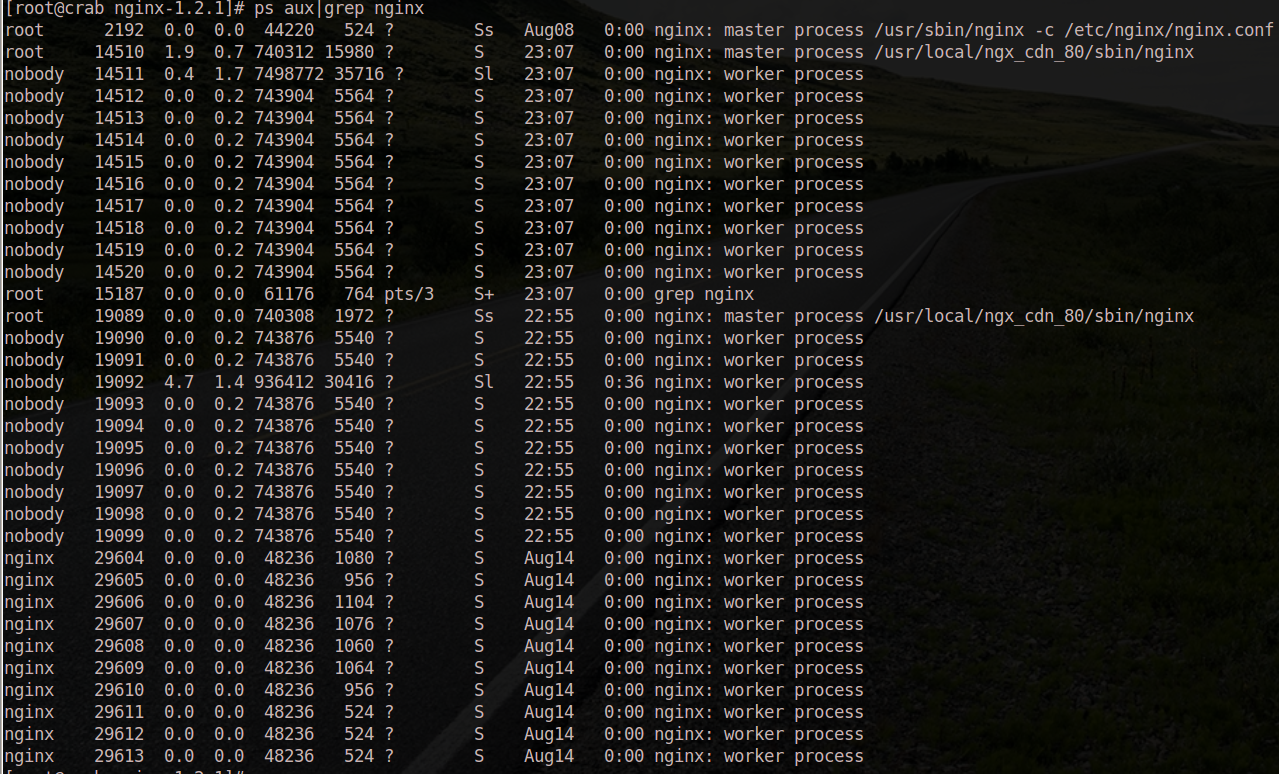 [root@crab nginx-1.2.1]# ps aux|grep nginx
root      2192  0.0  0.0  44220   524 ?        Ss   Aug08   0:00 nginx: master process /usr/sbin/nginx -c /etc/nginx/nginx.conf
root     14510  1.9  0.7 740312 15980 ?        S    23:07   0:00 nginx: master process /usr/local/ngx_cdn_80/sbin/nginx
nobody   14511  0.4  1.7 7498772 35716 ?       Sl   23:07   0:00 nginx: worker process
nobody   14512  0.0  0.2 743904  5564 ?        S    23:07   0:00 nginx: worker process
nobody   14513  0.0  0.2 743904  5564 ?        S    23:07   0:00 nginx: worker process
nobody   14514  0.0  0.2 743904  5564 ?        S    23:07   0:00 nginx: worker process
nobody   14515  0.0  0.2 743904  5564 ?        S    23:07   0:00 nginx: worker process
nobody   14516  0.0  0.2 743904  5564 ?        S    23:07   0:00 nginx: worker process
nobody   14517  0.0  0.2 743904  5564 ?        S    23:07   0:00 nginx: worker process
nobody   14518  0.0  0.2 743904  5564 ?        S    23:07   0:00 nginx: worker process
nobody   14519  0.0  0.2 743904  5564 ?        S    23:07   0:00 nginx: worker process
nobody   14520  0.0  0.2 743904  5564 ?        S    23:07   0:00 nginx: worker process
root     15187  0.0  0.0  61176   764 pts/3    S+   23:07   0:00 grep nginx
root     19089  0.0  0.0 740308  1972 ?        Ss   22:55   0:00 nginx: master process /usr/local/ngx_cdn_80/sbin/nginx
nobody   19090  0.0  0.2 743876  5540 ?        S    22:55   0:00 nginx: worker process
nobody   19091  0.0  0.2 743876  5540 ?        S    22:55   0:00 nginx: worker process
nobody   19092  4.7  1.4 936412 30416 ?        Sl   22:55   0:36 nginx: worker process
nobody   19093  0.0  0.2 743876  5540 ?        S    22:55   0:00 nginx: worker process
nobody   19094  0.0  0.2 743876  5540 ?        S    22:55   0:00 nginx: worker process
nobody   19095  0.0  0.2 743876  5540 ?        S    22:55   0:00 nginx: worker process
nobody   19096  0.0  0.2 743876  5540 ?        S    22:55   0:00 nginx: worker process
nobody   19097  0.0  0.2 743876  5540 ?        S    22:55   0:00 nginx: worker process
nobody   19098  0.0  0.2 743876  5540 ?        S    22:55   0:00 nginx: worker process
nobody   19099  0.0  0.2 743876  5540 ?        S    22:55   0:00 nginx: worker process
nginx    29604  0.0  0.0  48236  1080 ?        S    Aug14   0:00 nginx: worker process
nginx    29605  0.0  0.0  48236   956 ?        S    Aug14   0:00 nginx: worker process
nginx    29606  0.0  0.0  48236  1104 ?        S    Aug14   0:00 nginx: worker process
nginx    29607  0.0  0.0  48236  1076 ?        S    Aug14   0:00 nginx: worker process
nginx    29608  0.0  0.0  48236  1060 ?        S    Aug14   0:00 nginx: worker process
nginx    29609  0.0  0.0  48236  1064 ?        S    Aug14   0:00 nginx: worker process
nginx    29610  0.0  0.0  48236   956 ?        S    Aug14   0:00 nginx: worker process
nginx    29611  0.0  0.0  48236   524 ?        S    Aug14   0:00 nginx: worker process
nginx    29612  0.0  0.0  48236   524 ?        S    Aug14   0:00 nginx: worker process
nginx    29613  0.0  0.0  48236   524 ?        S    Aug14   0:00 nginx: worker process